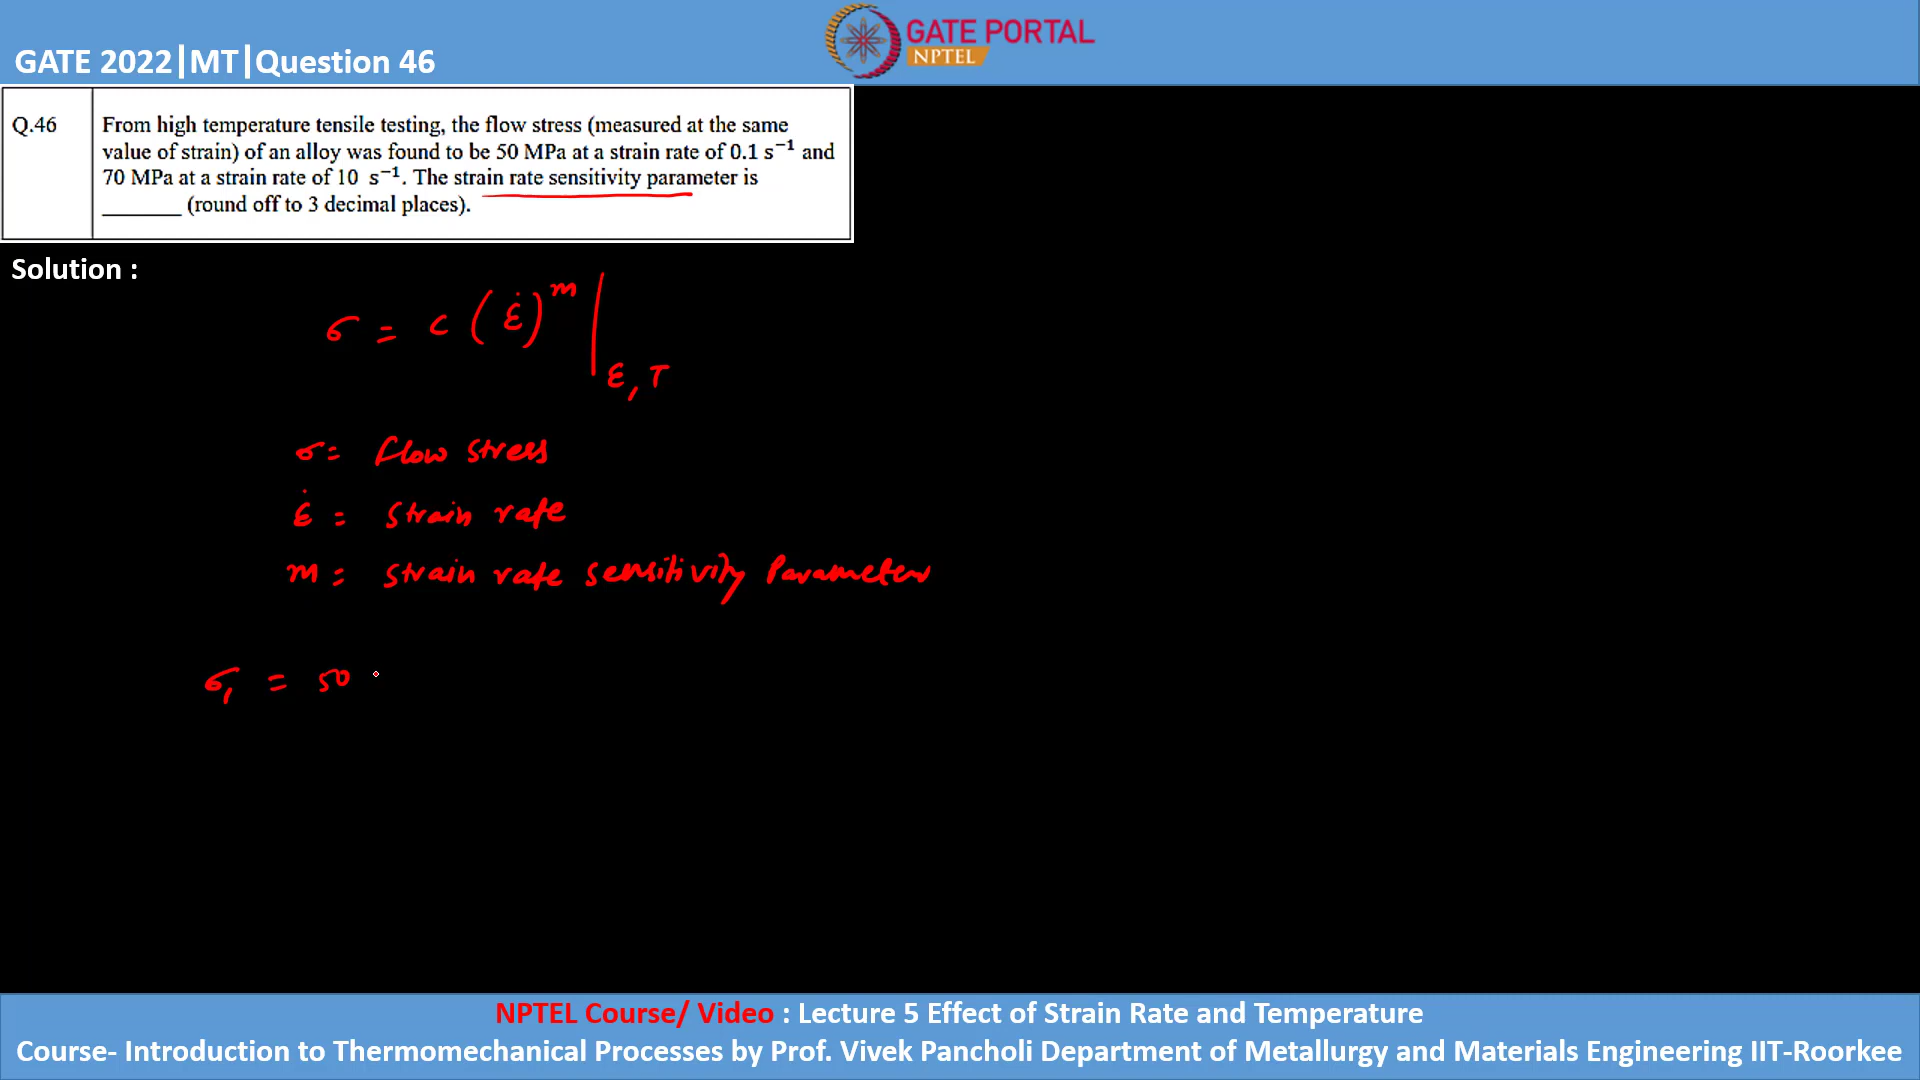 GATE PORTAL
NPTEL
GATE 2022|MT|Question 46
Q.46
From high temperature tensile testing, the flow stress (measured at the same
value of strain) of an alloy was found to be 50 MPa at a strain rate of 0.1 s⁻¹ and
70 MPa at a strain rate of 10 s⁻¹. The strain rate sensitivity parameter is
_______ (round off to 3 decimal places).
Solution :
σ = c (ε̇)ᵐ |ε, T
σ = flow stress
ε̇ = strain rate
m = strain rate sensitivity Parameter
σ₁ = 50
NPTEL Course/ Video : Lecture 5 Effect of Strain Rate and Temperature
Course- Introduction to Thermomechanical Processes by Prof. Vivek Pancholi Department of Metallurgy and Materials Engineering IIT-Roorkee